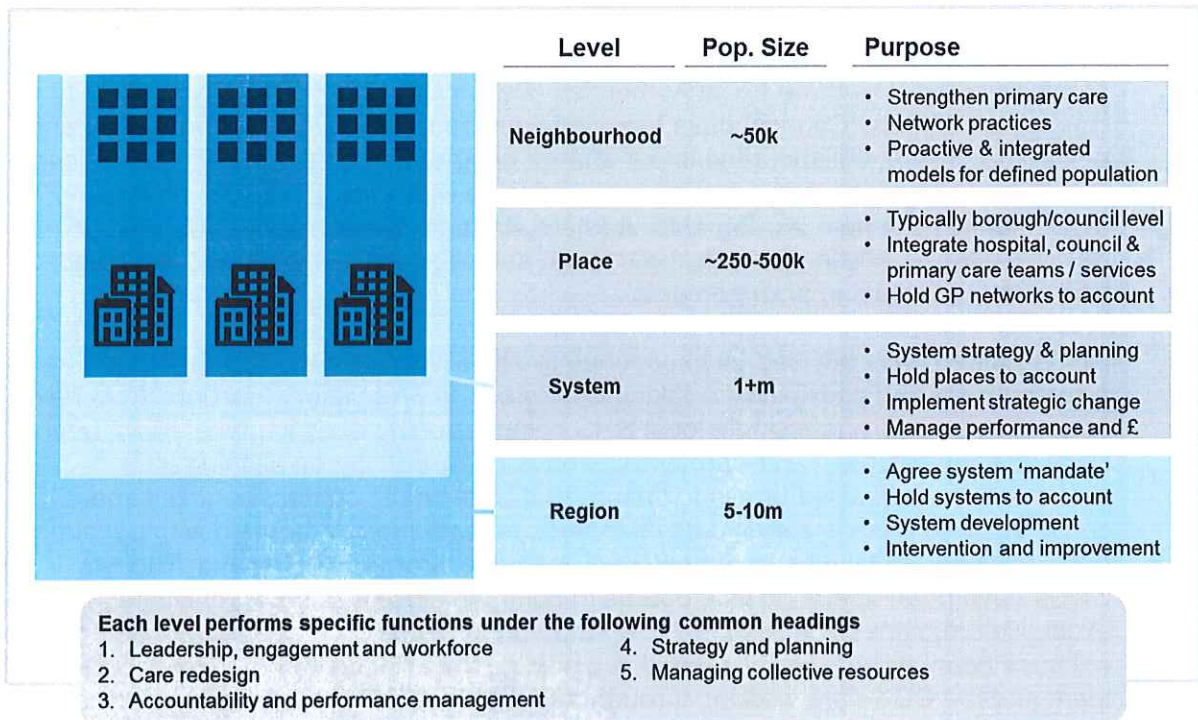 Level Pop. Size Purpose
Neighbourhood ~50k
• Strengthen primary care
• Network practices
• Proactive & integrated
models for defined population
Place ~250-500k
• Typically borough/council level
• Integrate hospital, council &
primary care teams / services
• Hold GP networks to account
System 1+m
• System strategy & planning
• Hold places to account
• Implement strategic change
• Manage performance and £
Region 5-10m
• Agree system ‘mandate’
• Hold systems to account
• System development
• Intervention and improvement
Each level performs specific functions under the following common headings
1. Leadership, engagement and workforce
2. Care redesign
3. Accountability and performance management
4. Strategy and planning
5. Managing collective resources